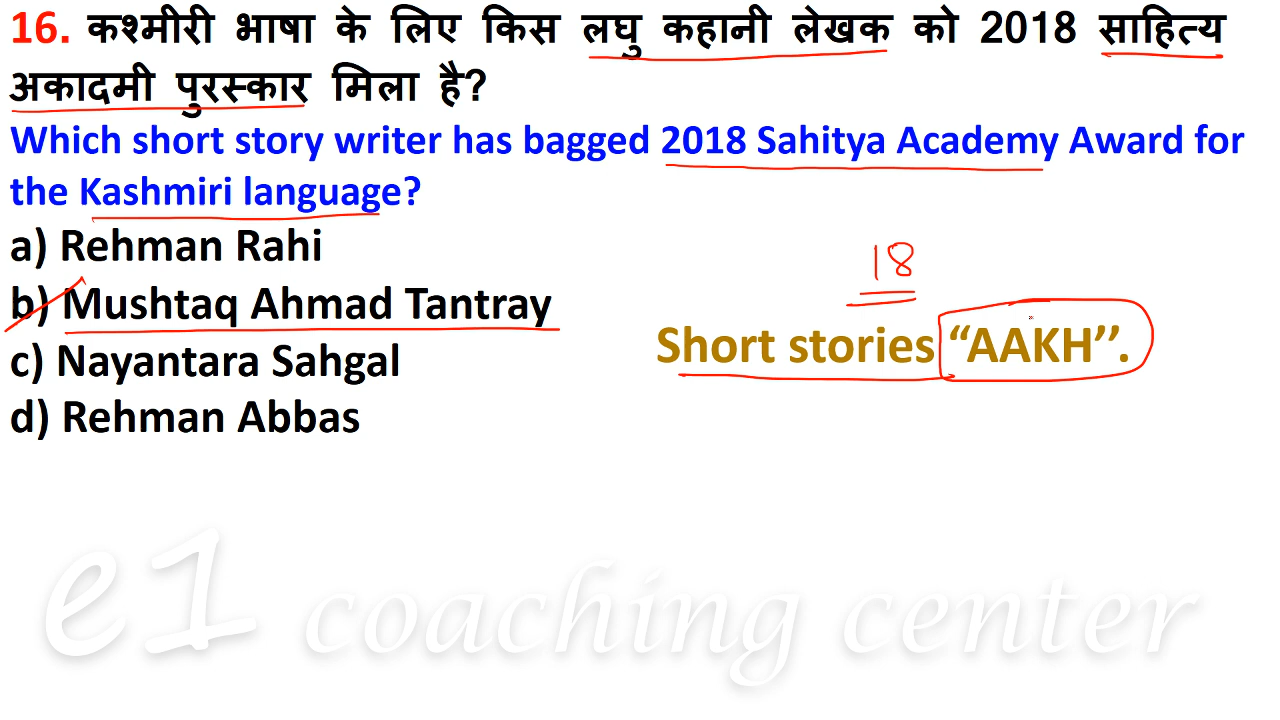 16. कश्मीरी भाषा के लिए किस लघु कहानी लेखक को 2018 साहित्य
अकादमी पुरस्कार मिला है?
Which short story writer has bagged 2018 Sahitya Academy Award for
the Kashmiri language?
a) Rehman Rahi
b) Mushtaq Ahmad Tantray
c) Nayantara Sahgal
d) Rehman Abbas
18
Short stories “AAKH’’.
e1 coaching center